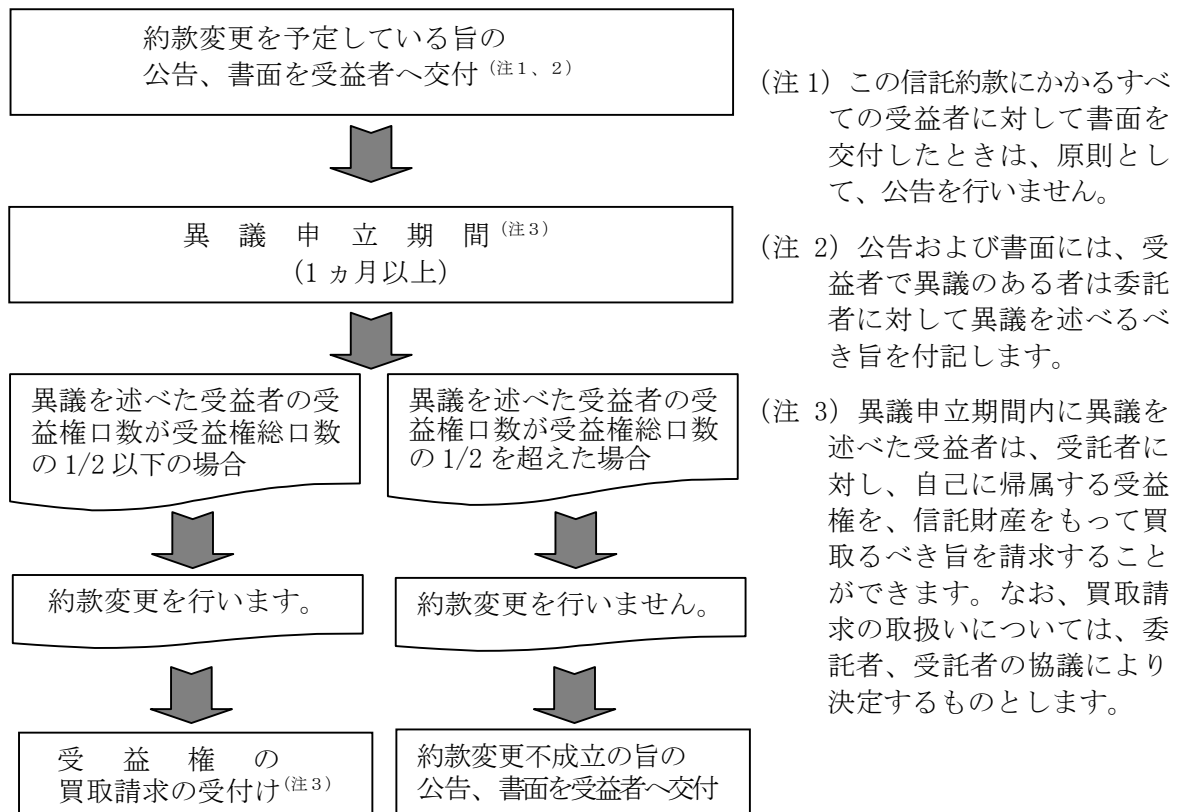 約款変更を予定している旨の
公告、書面を受益者へ交付(注1、2)
異議申立期間(注3)
(1ヵ月以上)
異議を述べた受益者の受
益権口数が受益権総口数
の1/2以下の場合
異議を述べた受益者の受
益権口数が受益権総口数
の1/2を超えた場合
約款変更を行います。
約款変更を行いません。
受益権の
買取請求の受付け(注3)
約款変更不成立の旨の
公告、書面を受益者へ交付
(注1)この信託約款にかかるすべ
ての受益者に対して書面を
交付したときは、原則とし
て、公告を行いません。
(注2)公告および書面には、受
益者で異議のある者は委託
者に対して異議を述べるべ
き旨を付記します。
(注3)異議申立期間内に異議を
述べた受益者は、受託者に
対し、自己に帰属する受益
権を、信託財産をもって買
取るべき旨を請求すること
ができます。なお、買取請
求の取扱いについては、委
託者、受託者の協議により
決定するものとします。